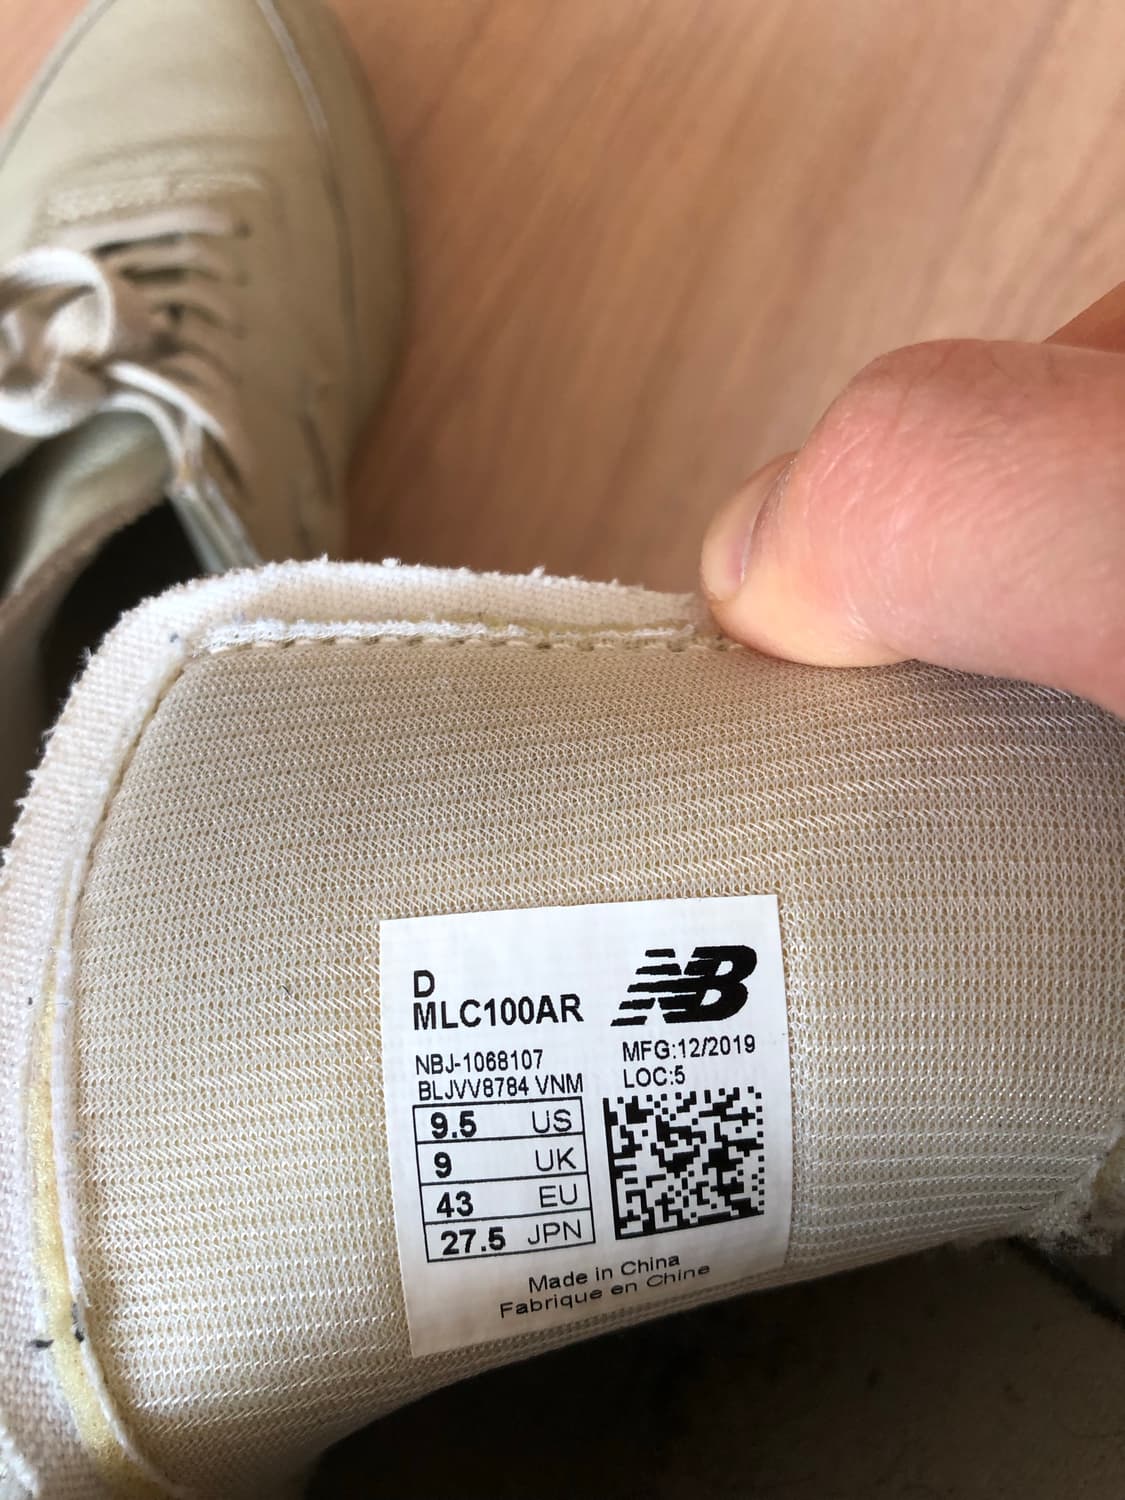 D
MLC100AR
NB
NBJ-1068107
BLJVV8784 VNM
MFG:12/2019
LOC:5
9.5 US
9 UK
43 EU
27.5 JPN
Made in China
Fabrique en Chine